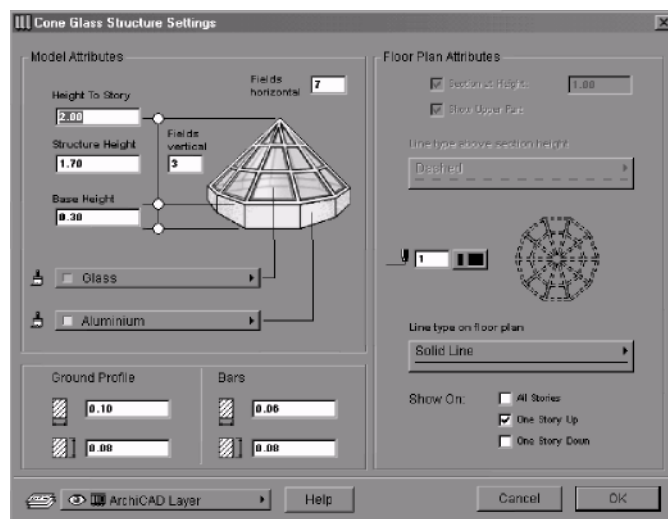 Cone Glass Structure Settings
Model Attributes
Fields horizontal
7
Height To Story
2.00
Fields vertical
3
Structure Height
1.70
Base Height
0.30
Glass
Aluminium
Ground Profile
0.10
0.08
Bars
0.06
0.08
Floor Plan Attributes
Section at Height:
1.00
Show Upper Part
Line type above section height
Dashed
1
Line type on floor plan
Solid Line
Show On:
All Stories
One Story Up
One Story Down
ArchiCAD Layer
Help
Cancel
OK